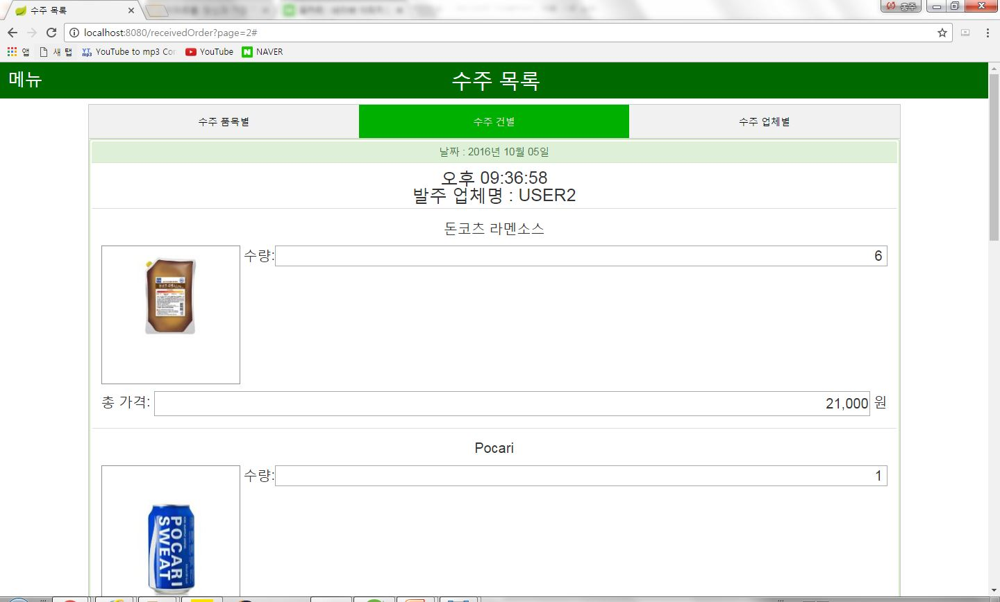 수주 목록
홍주
localhost:8080/receivedOrder?page=2#
앱 새 탭 YouTube to mp3 Con YouTube NAVER
메뉴 수주 목록
수주 품목별 수주 건별 수주 업체별
날짜 : 2016년 10월 05일
오후 09:36:58
발주 업체명 : USER2
돈코츠 라멘소스
수량: 6
총 가격: 21,000 원
Pocari
수량: 1
POCARI
SWEAT